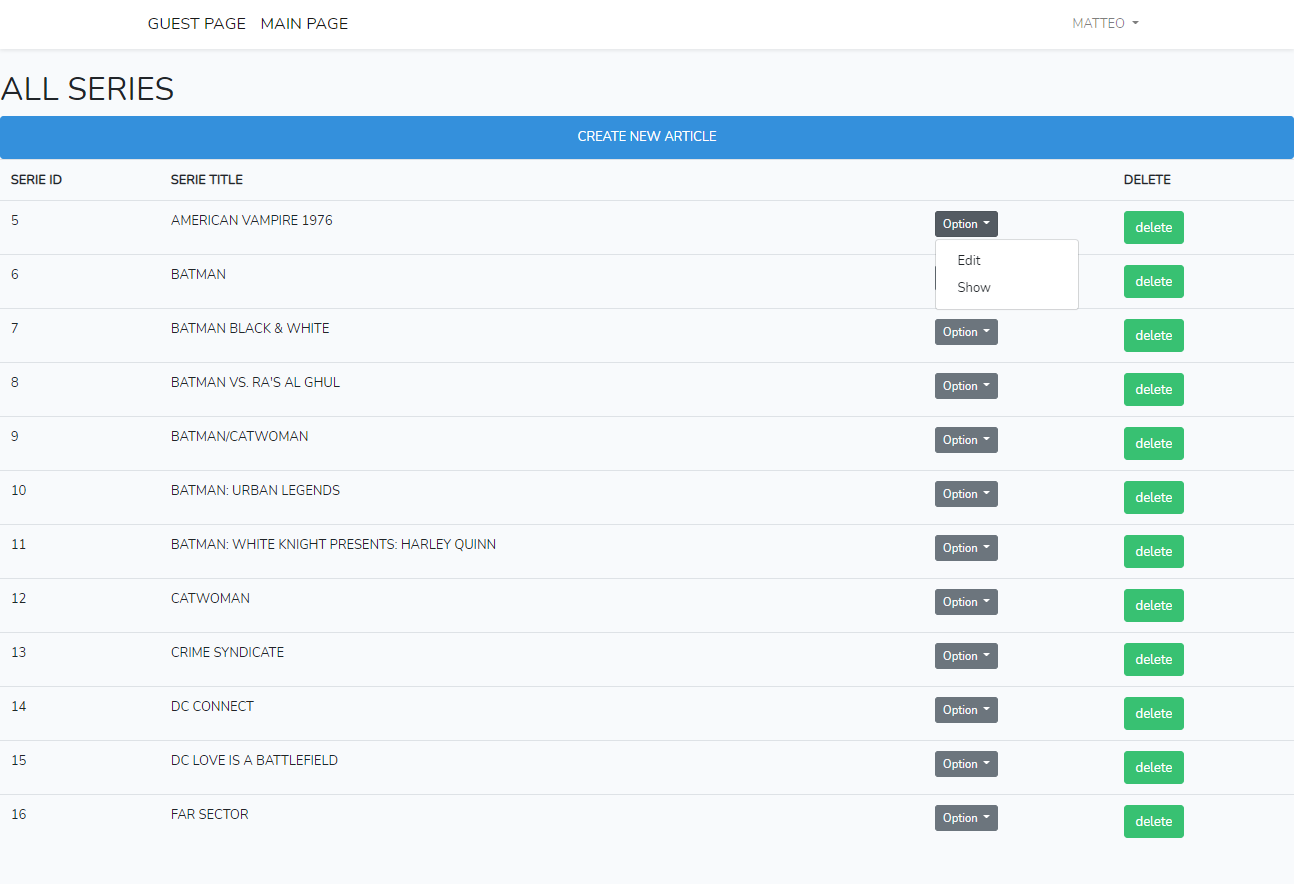 GUEST PAGE MAIN PAGE MATTEO
ALL SERIES
CREATE NEW ARTICLE
SERIE ID SERIE TITLE DELETE
5 AMERICAN VAMPIRE 1976 Option delete
Edit
6 BATMAN delete
Show
7 BATMAN BLACK & WHITE Option delete
8 BATMAN VS. RA'S AL GHUL Option delete
9 BATMAN/CATWOMAN Option delete
10 BATMAN: URBAN LEGENDS Option delete
11 BATMAN: WHITE KNIGHT PRESENTS: HARLEY QUINN Option delete
12 CATWOMAN Option delete
13 CRIME SYNDICATE Option delete
14 DC CONNECT Option delete
15 DC LOVE IS A BATTLEFIELD Option delete
16 FAR SECTOR Option delete